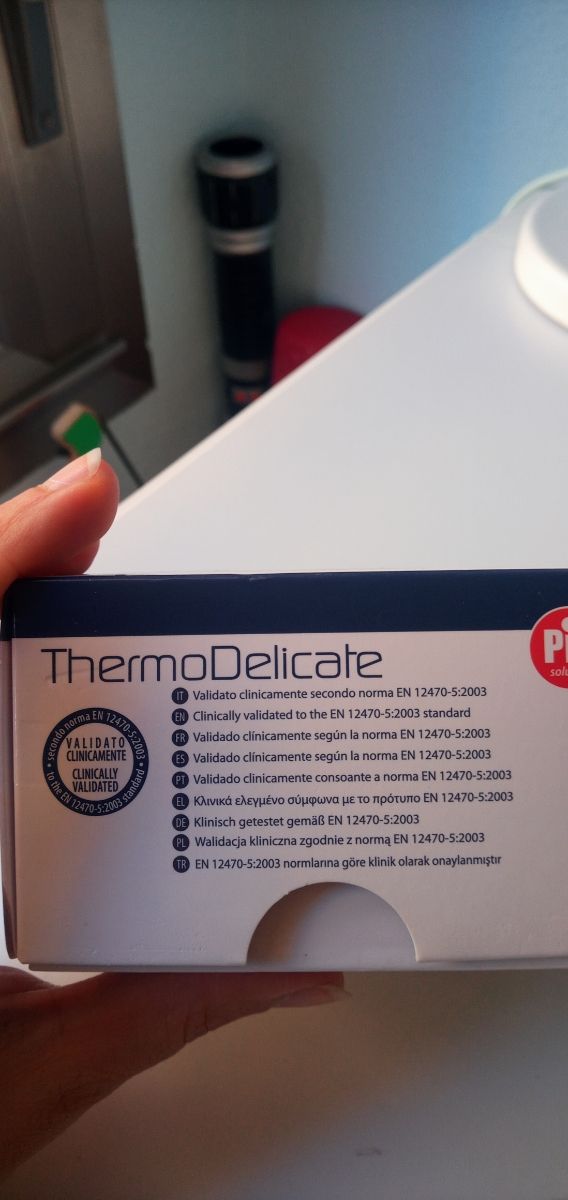 ThermoDelicate
IT Validato clinicamente secondo norma EN 12470-5:2003
EN Clinically validated to the EN 12470-5:2003 standard
FR Validado clínicamente según la norma EN 12470-5:2003
ES Validado clínicamente según la norma EN 12470-5:2003
PT Validado clinicamente consoante a norma EN 12470-5:2003
EL Κλινικά ελεγμένο σύμφωνα με το πρότυπο EN 12470-5:2003
DE Klinisch getestet gemäß EN 12470-5:2003
PL Walidacja kliniczna zgodnie z normą EN 12470-5:2003
TR EN 12470-5:2003 normlarına göre klinik olarak onaylanmıştır
• secondo norma EN 12470-5:2003 •
VALIDATO
CLINICAMENTE
CLINICALLY
VALIDATED
to the EN 12470-5:2003 standard